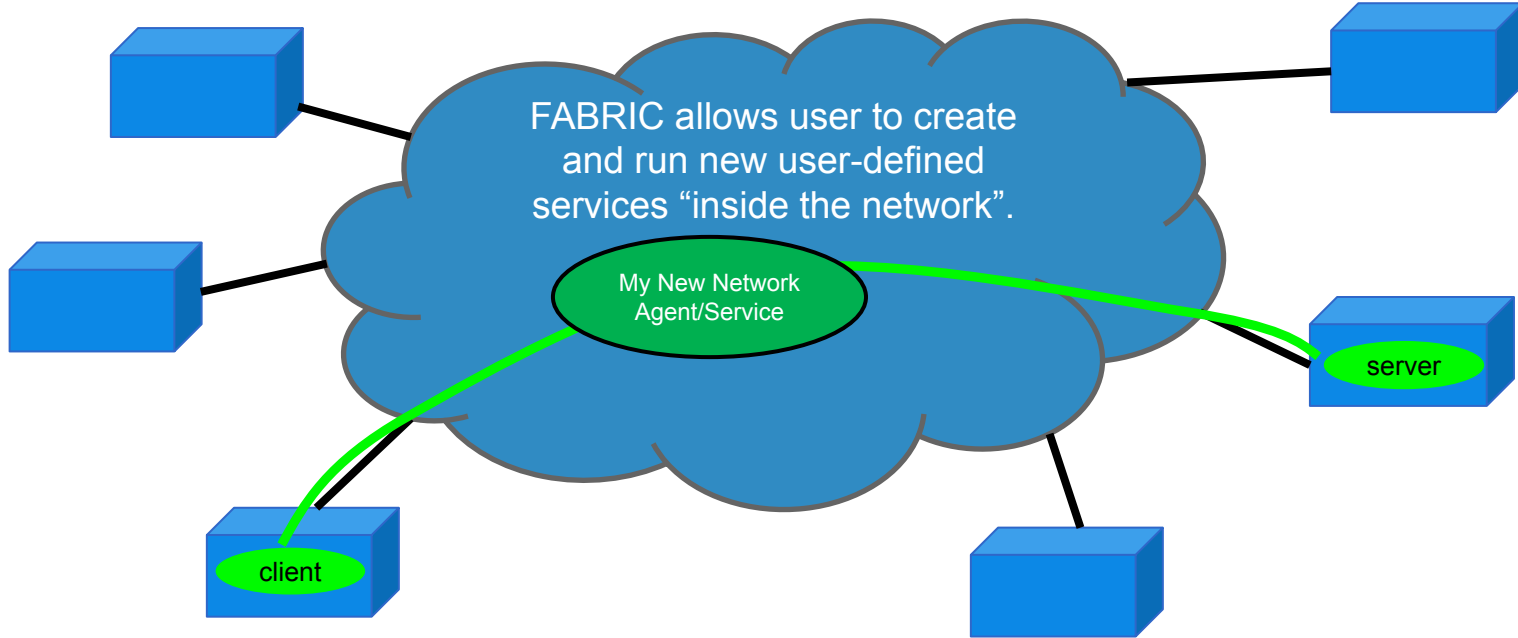 FABRIC allows user to create
and run new user-defined
services “inside the network”.
My New Network
Agent/Service
server
client